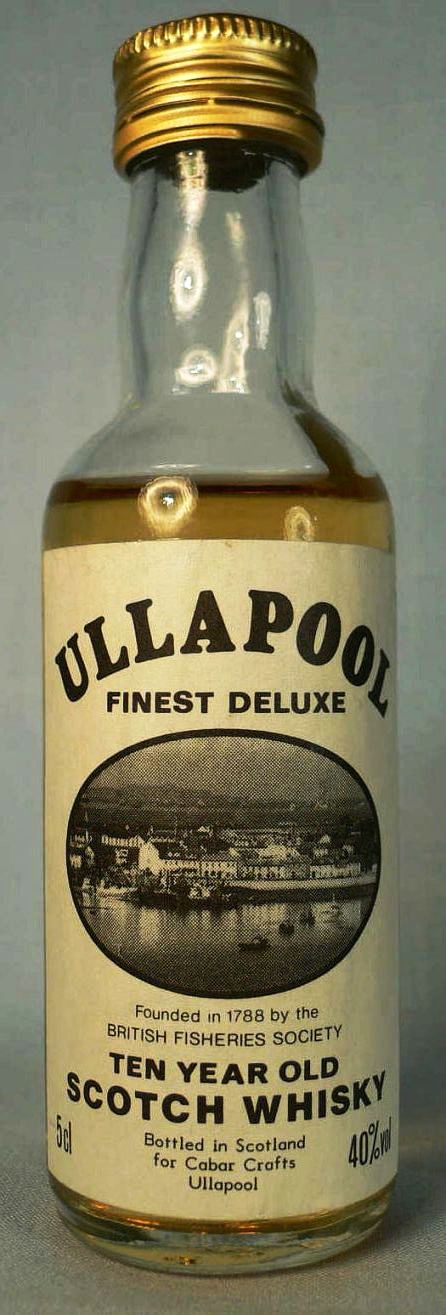 ULLAPOOL
FINEST DELUXE
Founded in 1788 by the
BRITISH FISHERIES SOCIETY
TEN YEAR OLD
SCOTCH WHISKY
5cl
Bottled in Scotland
for Cabar Crafts
Ullapool
40%vol